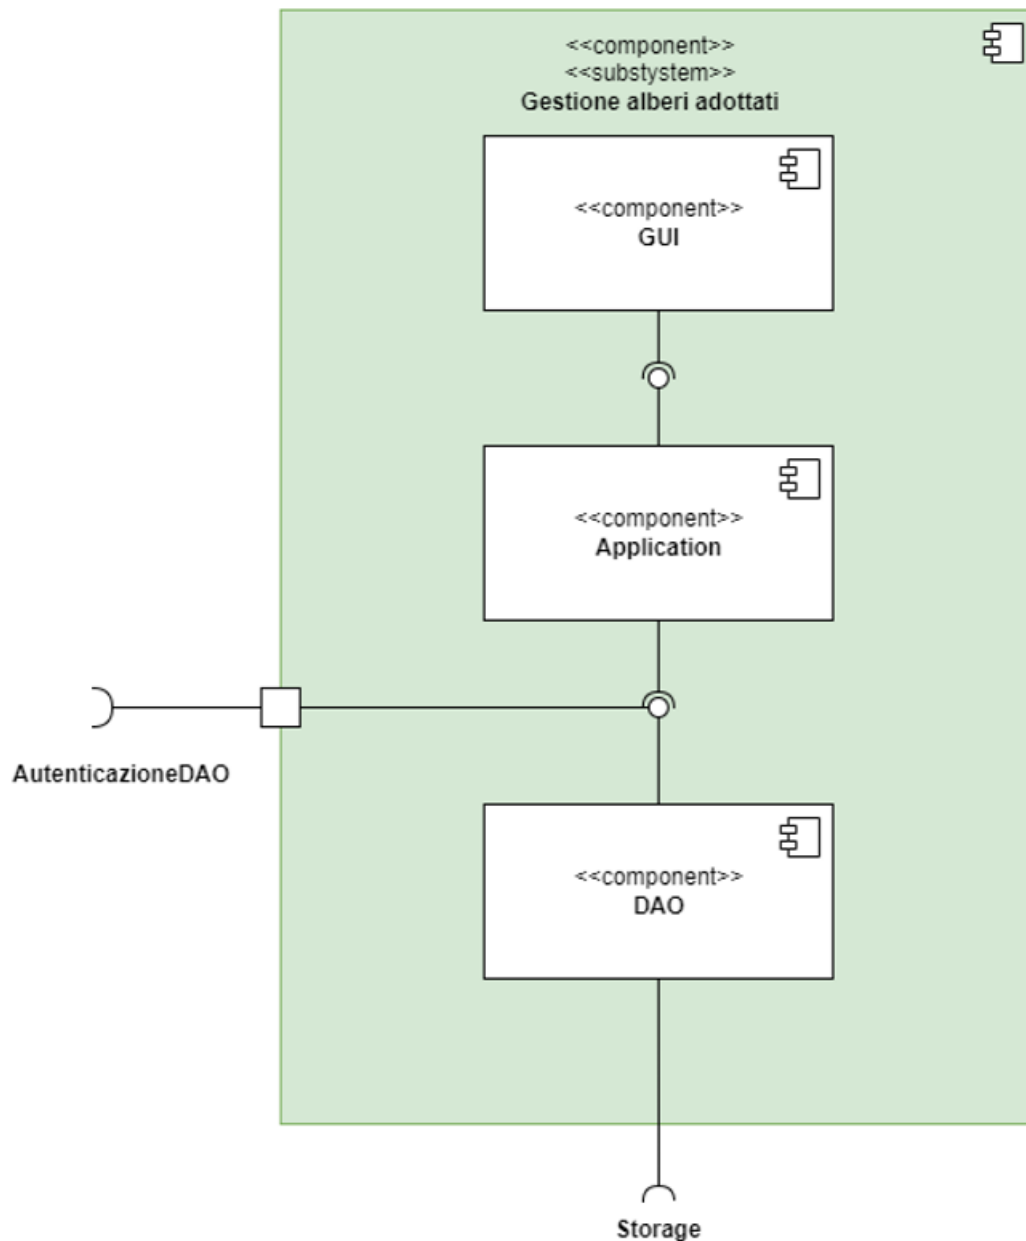 <<component>>
<<substystem>>
Gestione alberi adottati
<<component>>
GUI
<<component>>
Application
AutenticazioneDAO
<<component>>
DAO
Storage